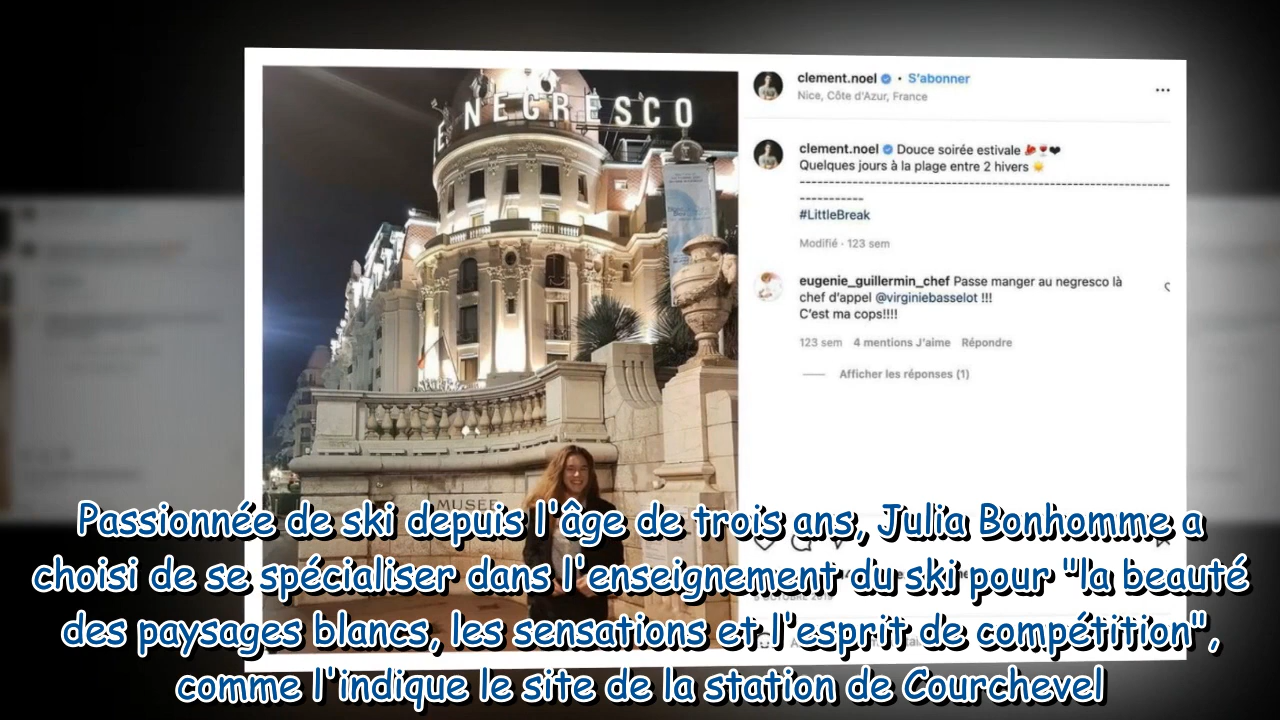 LE NEGRESCO
MUSEE
clement.noel • S'abonner
Nice, Côte d'Azur, France
clement.noel Douce soirée estivale 💃🍷❤
Quelques jours à la plage entre 2 hivers ☀
#LittleBreak
Modifié · 123 sem
eugenie_guillermin_chef Passe manger au negresco là
chef d'appel @virginiebasselot !!!
C'est ma cops!!!!
123 sem 4 mentions J'aime Répondre
Afficher les réponses (1)
Passionnée de ski depuis l'âge de trois ans, Julia Bonhomme a
choisi de se spécialiser dans l'enseignement du ski pour "la beauté
des paysages blancs, les sensations et l'esprit de compétition",
comme l'indique le site de la station de Courchevel